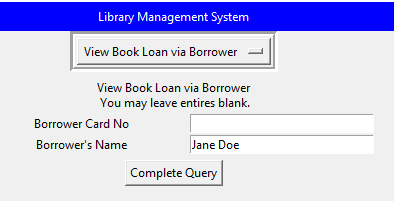 Library Management System
View Book Loan via Borrower
View Book Loan via Borrower
You may leave entires blank.
Borrower Card No
Borrower's Name Jane Doe
Complete Query